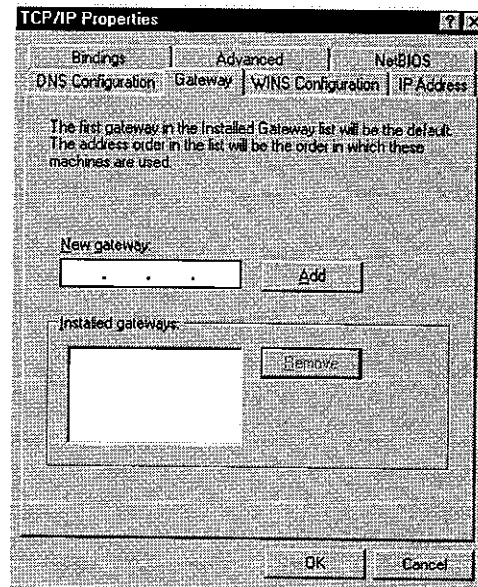 TCP/IP Properties
? X
Bindings Advanced NetBIOS
DNS Configuration Gateway WINS Configuration IP Address
The first gateway in the Installed Gateway list will be the default.
The address order in the list will be the order in which these
machines are used.
New gateway:
. . .
Add
Installed gateways:
Remove
OK Cancel